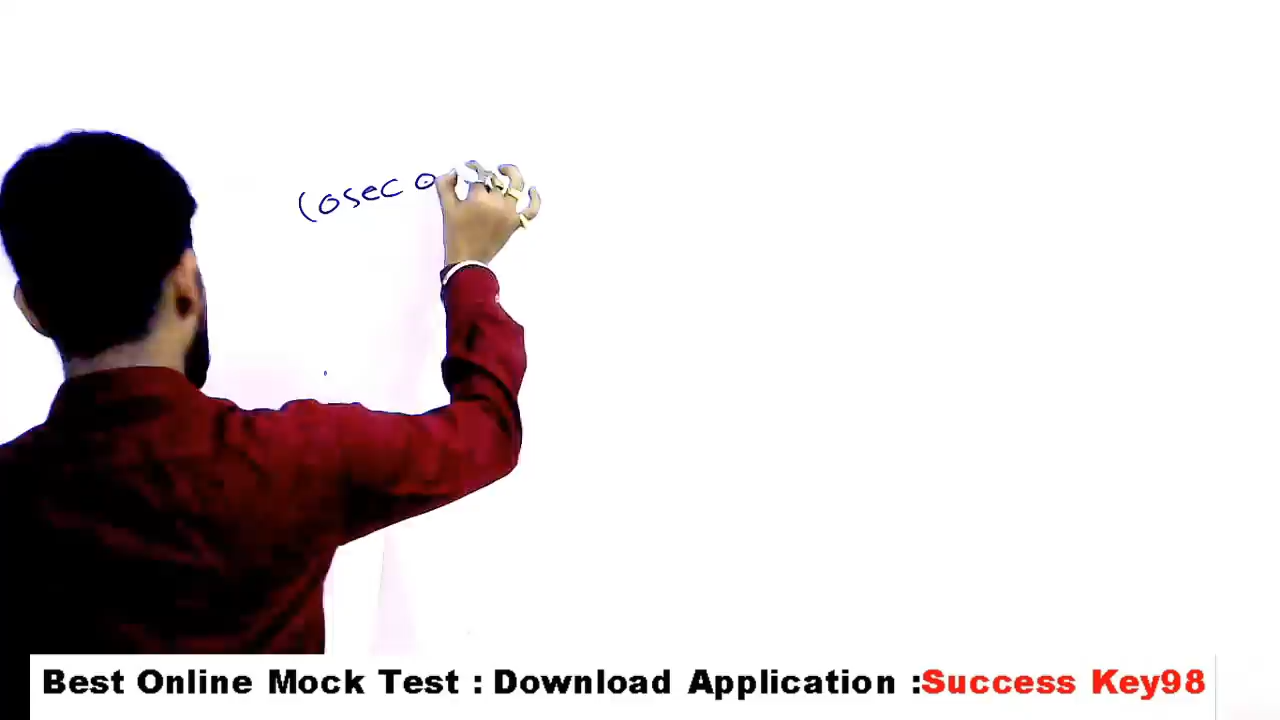 Cosec θ
Best Online Mock Test : Download Application :Success Key98